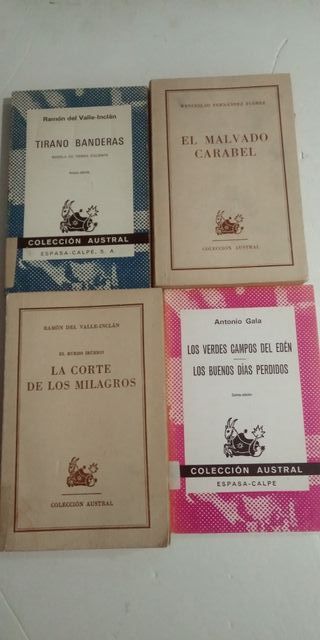 Ramón del Valle-Inclán
TIRANO BANDERAS
NOVELA DE TIERRA CALIENTE
COLECCIÓN AUSTRAL
ESPASA-CALPE, S. A.
WENCESLAO FERNÁNDEZ FLÓREZ
EL MALVADO
CARABEL
COLECCIÓN AUSTRAL
RAMÓN DEL VALLE-INCLÁN
EL RUEDO IBÉRICO
LA CORTE
DE LOS MILAGROS
COLECCIÓN AUSTRAL
Antonio Gala
LOS VERDES CAMPOS DEL EDÉN
LOS BUENOS DÍAS PERDIDOS
Quinta edición
COLECCIÓN AUSTRAL
ESPASA-CALPE